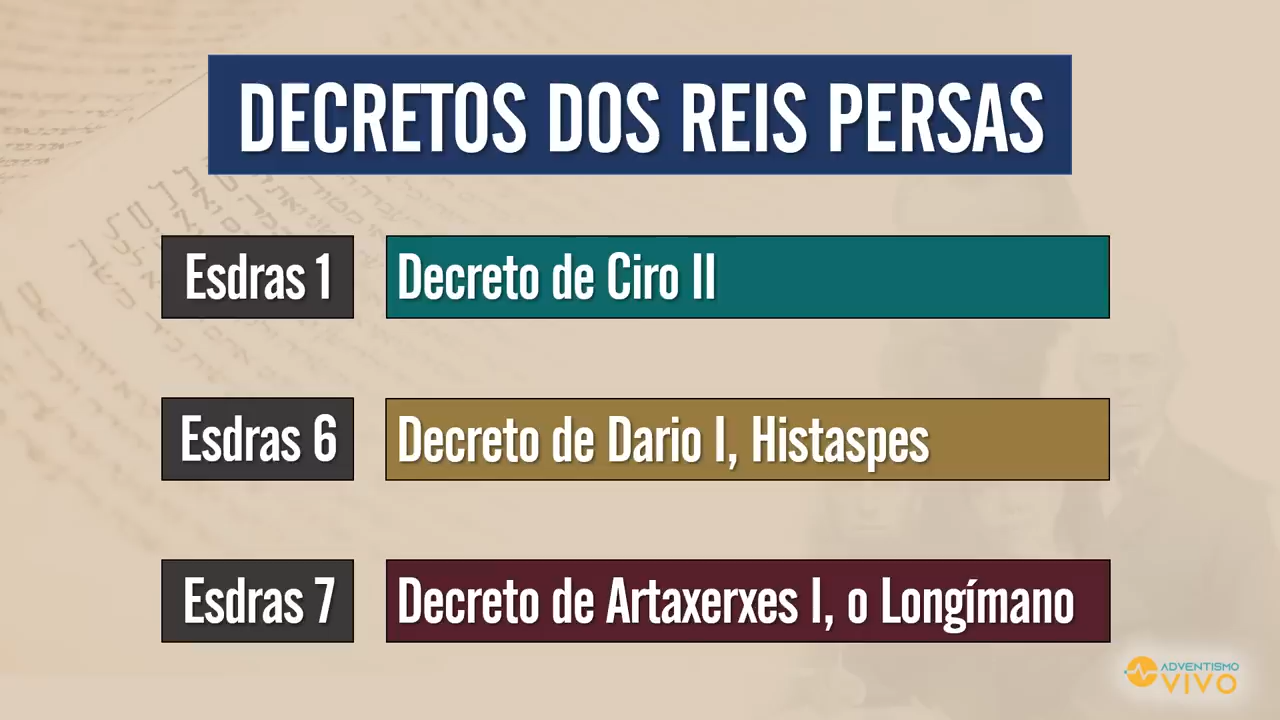 DECRETOS DOS REIS PERSAS
Esdras 1
Decreto de Ciro II
Esdras 6
Decreto de Dario I, Histaspes
Esdras 7
Decreto de Artaxerxes I, o Longímano
ADVENTISMO
VIVO